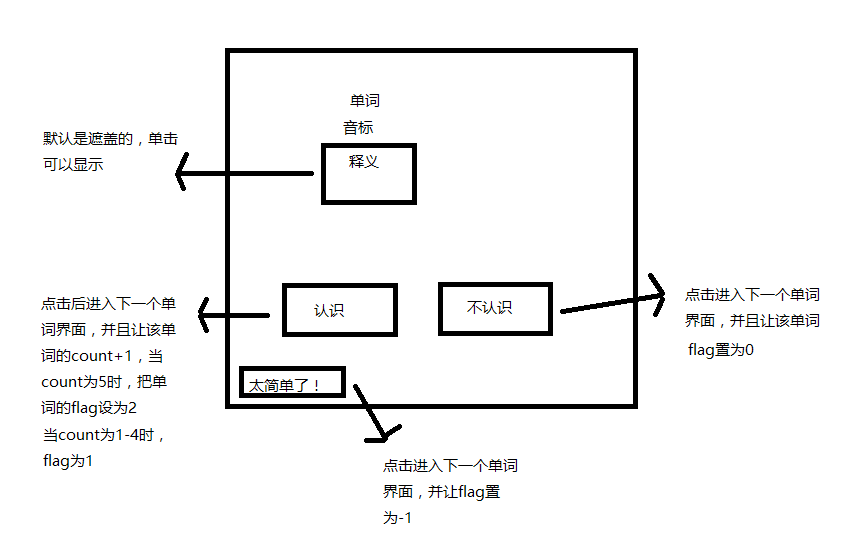 单词
音标
释义
默认是遮盖的，单击
可以显示
认识
不认识
点击后进入下一个单
词界面，并且让该单
词的count+1，当
count为5时，把单
词的flag设为2
当count为1-4时，
flag为1
点击进入下一个单词
界面，并且让该单词
flag置为0
太简单了！
点击进入下一个单词
界面，并让flag置
为-1